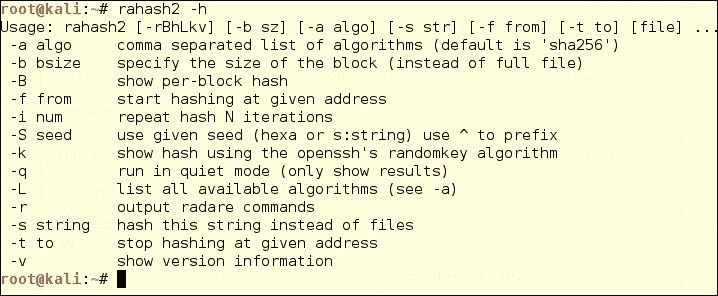 root@kali:~# rahash2 -h
Usage: rahash2 [-rBhLkv] [-b sz] [-a algo] [-s str] [-f from] [-t to] [file] ...
-a algo comma separated list of algorithms (default is 'sha256')
-b bsize specify the size of the block (instead of full file)
-B show per-block hash
-f from start hashing at given address
-i num repeat hash N iterations
-S seed use given seed (hexa or s:string) use ^ to prefix
-k show hash using the openssh's randomkey algorithm
-q run in quiet mode (only show results)
-L list all available algorithms (see -a)
-r output radare commands
-s string hash this string instead of files
-t to stop hashing at given address
-v show version information
root@kali:~#